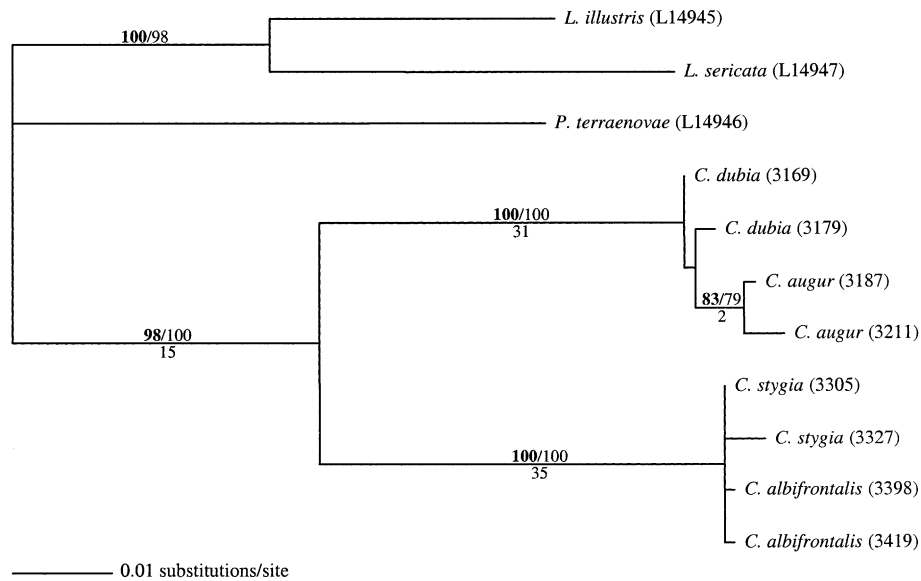 L. illustris (L14945)
100/98
L. sericata (L14947)
P. terraenovae (L14946)
C. dubia (3169)
100/100
31
C. dubia (3179)
C. augur (3187)
83/79
2
C. augur (3211)
98/100
15
C. stygia (3305)
C. stygia (3327)
100/100
35
C. albifrontalis (3398)
C. albifrontalis (3419)
0.01 substitutions/site